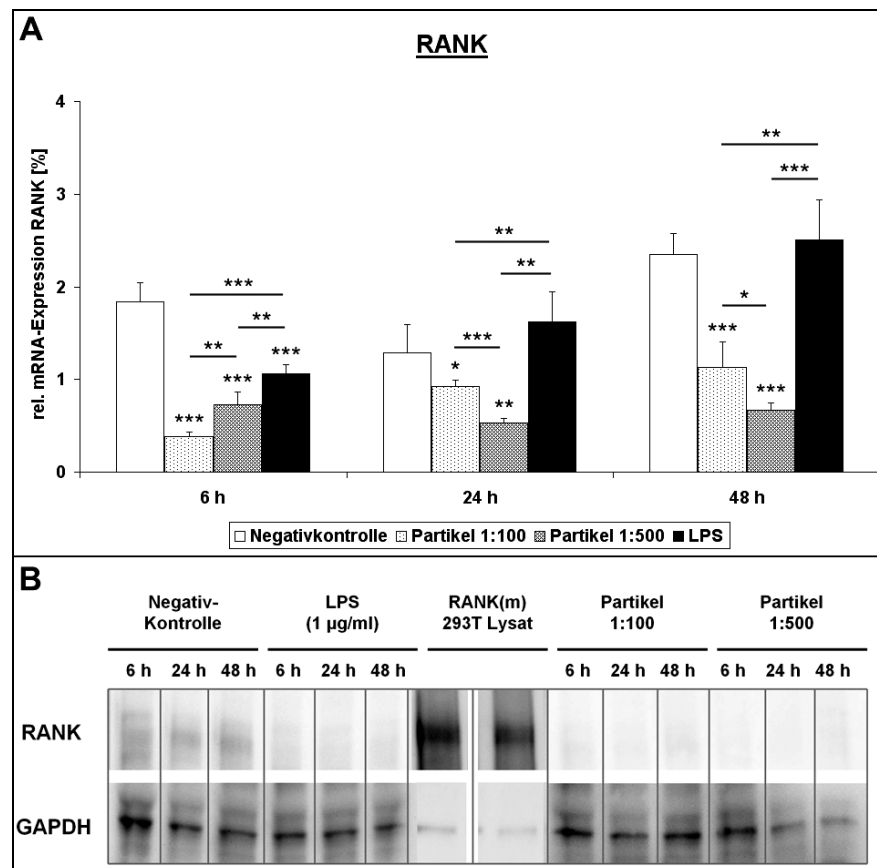 A
RANK
rel. mRNA-Expression RANK [%]
4
3
2
1
0
***
**
**
***
***
***
**
**
***
*
**
**
***
*
***
***
6 h 24 h 48 h
Negativkontrolle Partikel 1:100 Partikel 1:500 LPS
B
Negativ-Kontrolle LPS (1 µg/ml) RANK(m) 293T Lysat Partikel 1:100 Partikel 1:500
6 h 24 h 48 h 6 h 24 h 48 h 6 h 24 h 48 h 6 h 24 h 48 h
RANK
GAPDH